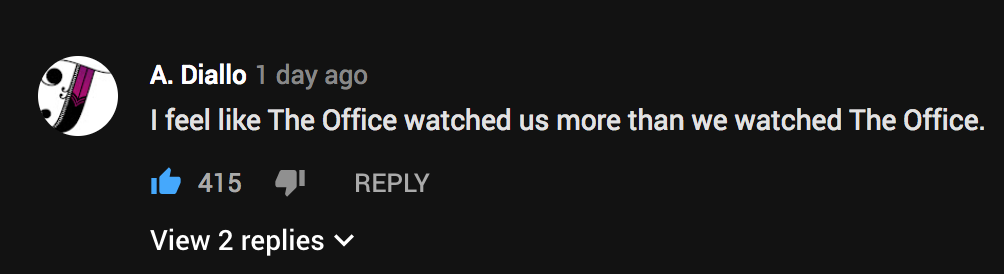 A. Diallo 1 day ago
I feel like The Office watched us more than we watched The Office.
415 REPLY
View 2 replies